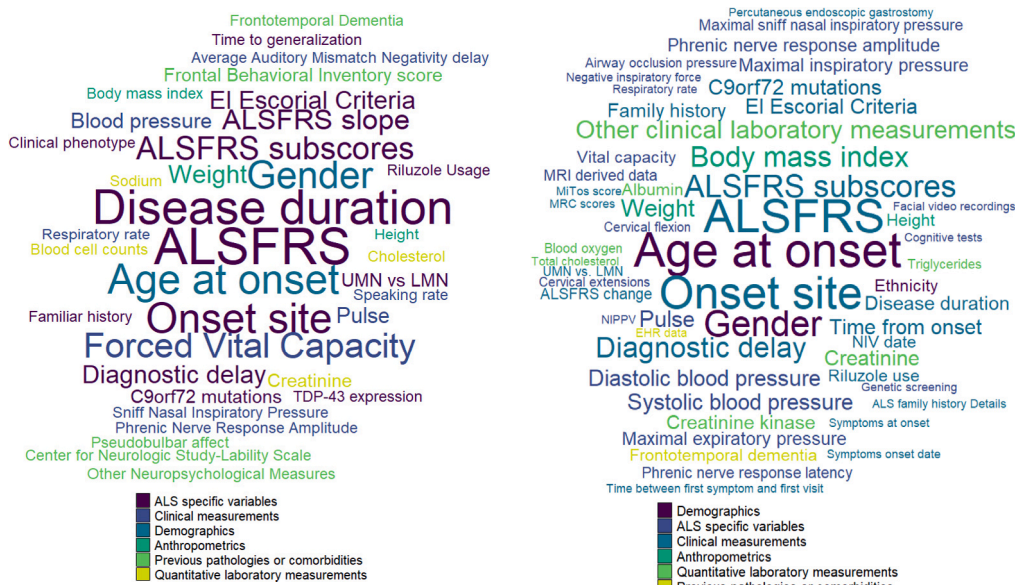 Frontotemporal Dementia
Time to generalization
Average Auditory Mismatch Negativity delay
Frontal Behavioral Inventory score
Body mass index
El Escorial Criteria
Blood pressure
ALSFRS slope
Clinical phenotype
ALSFRS subscores
Sodium
Weight
Gender
Riluzole Usage
Disease duration
Respiratory rate
Blood cell counts
ALSFRS
Height
Cholesterol
Age at onset
UMN vs LMN
Speaking rate
Familiar history
Onset site
Pulse
Forced Vital Capacity
Diagnostic delay
Creatinine
C9orf72 mutations
TDP-43 expression
Sniff Nasal Inspiratory Pressure
Phrenic Nerve Response Amplitude
Pseudobulbar affect
Center for Neurologic Study-Lability Scale
Other Neuropsychological Measures
ALS specific variables
Clinical measurements
Demographics
Anthropometrics
Previous pathologies or comorbidities
Quantitative laboratory measurements
Percutaneous endoscopic gastrostomy
Maximal sniff nasal inspiratory pressure
Phrenic nerve response amplitude
Airway occlusion pressure
Maximal inspiratory pressure
Negative inspiratory force
Respiratory rate
C9orf72 mutations
Family history
El Escorial Criteria
Other clinical laboratory measurements
Vital capacity
Body mass index
MRI derived data
MiToS score
Albumin
ALSFRS subscores
MRC scores
Weight
ALSFRS
Facial video recordings
Height
Cervical flexion
Age at onset
Cognitive tests
Blood oxygen
Total cholesterol
Triglycerides
UMN vs. LMN
Cervical extensions
ALSFRS change
Onset site
Ethnicity
Disease duration
NIPPV
Pulse
EHR data
Gender
Time from onset
NIV date
Diagnostic delay
Creatinine
Diastolic blood pressure
Riluzole use
Genetic screening
Systolic blood pressure
ALS family history Details
Creatinine kinase
Symptoms at onset
Maximal expiratory pressure
Frontotemporal dementia
Symptoms onset date
Phrenic nerve response latency
Time between first symptom and first visit
Demographics
ALS specific variables
Clinical measurements
Anthropometrics
Quantitative laboratory measurements
Previous pathologies or comorbidities